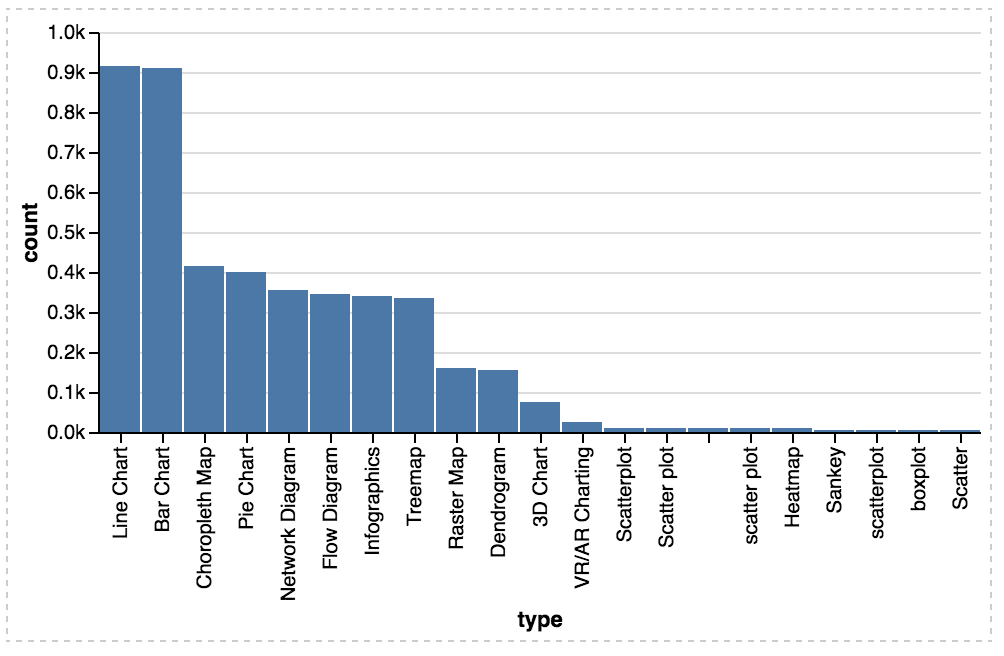 1.0k
0.9k
0.8k
0.7k
0.6k
0.5k
0.4k
0.3k
0.2k
0.1k
0.0k
count
Line Chart
Bar Chart
Choropleth Map
Pie Chart
Network Diagram
Flow Diagram
Infographics
Treemap
Raster Map
Dendrogram
3D Chart
VR/AR Charting
Scatterplot
Scatter plot
scatter plot
Heatmap
Sankey
scatterplot
boxplot
Scatter
type